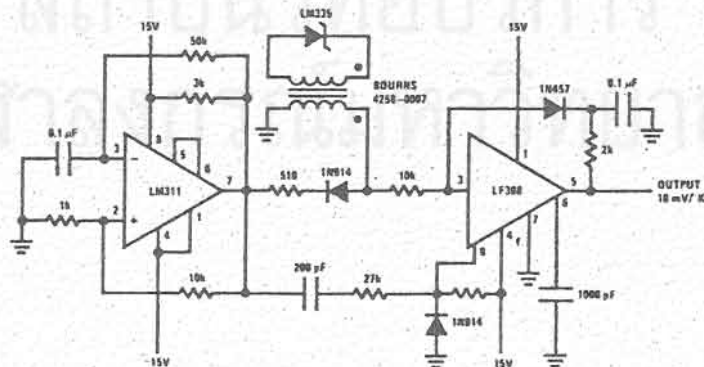 15V
50k
3k
LM335
BOURNS
4250-0007
15V
1N457
0.1 µF
0.1 µF
3
8
5
6
2k
LM311
7
510
1N914
10k
3
1
LF398
5
OUTPUT
10 mV/°K
1k
2
1
4
8
4
7
6
10k
200 pF
27k
1N914
1000 pF
-15V
15V